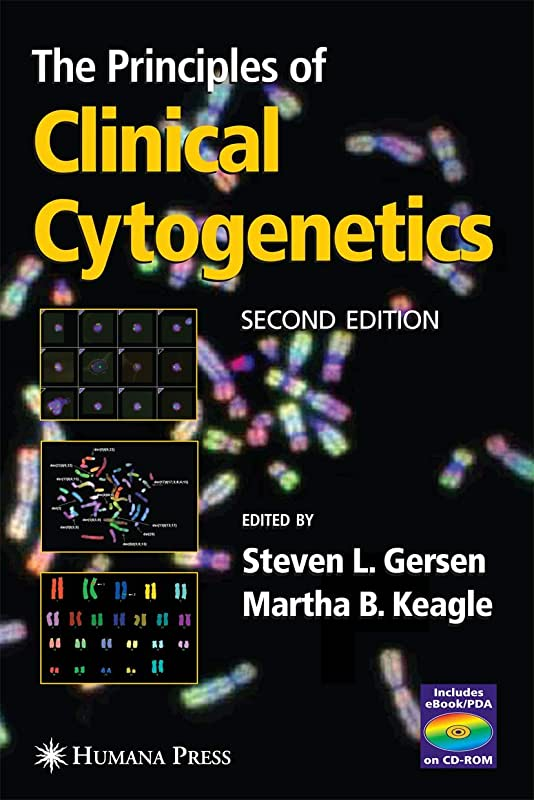 The Principles of
Clinical
Cytogenetics
SECOND EDITION
EDITED BY
Steven L. Gersen
Martha B. Keagle
Includes
eBook/PDA
on CD-ROM
HUMANA PRESS